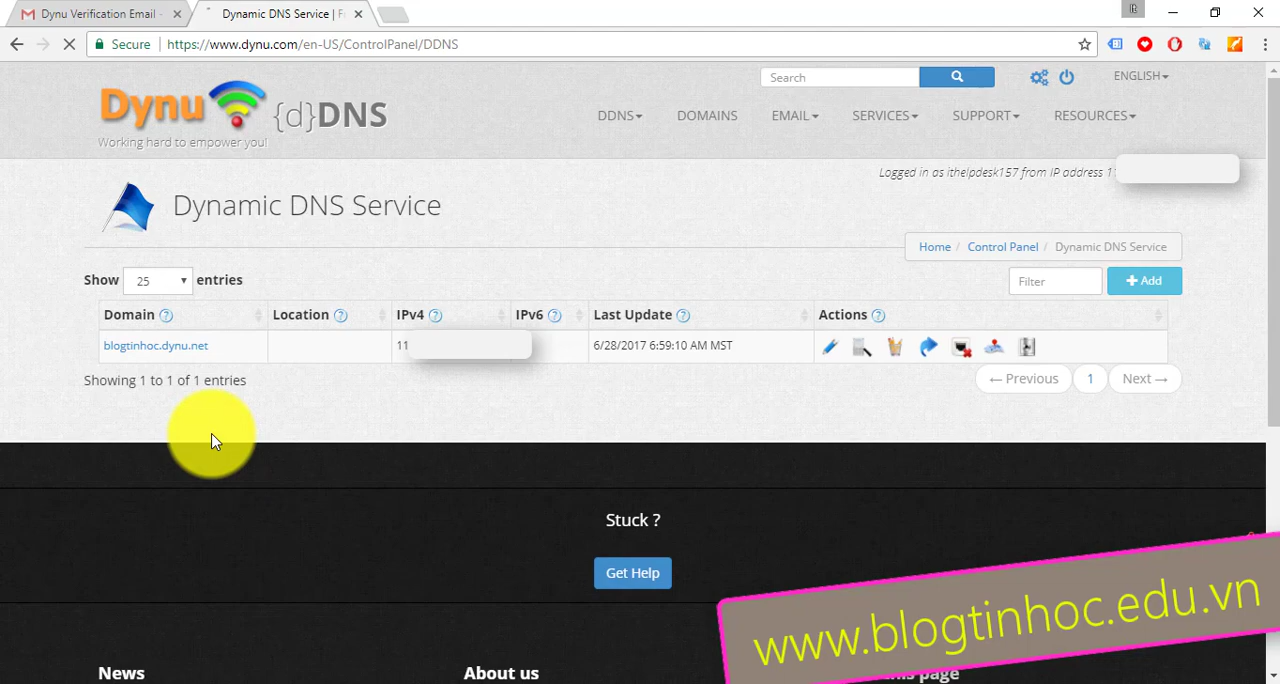 Dynu Verification Email -
Dynamic DNS Service | F
Secure | https://www.dynu.com/en-US/ControlPanel/DDNS
Dynu {d}DNS
Working hard to empower you!
Search
ENGLISH
DDNS DOMAINS EMAIL SERVICES SUPPORT RESOURCES
Logged in as ithelpdesk157 from IP address 1
Dynamic DNS Service
Home / Control Panel / Dynamic DNS Service
Show 25 entries
Filter
+ Add
Domain ? Location ? IPv4 ? IPv6 ? Last Update ? Actions ?
blogtinhoc.dynu.net 11 6/28/2017 6:59:10 AM MST
Showing 1 to 1 of 1 entries
← Previous 1 Next →
Stuck ?
Get Help
www.blogtinhoc.edu.vn
News About us this page